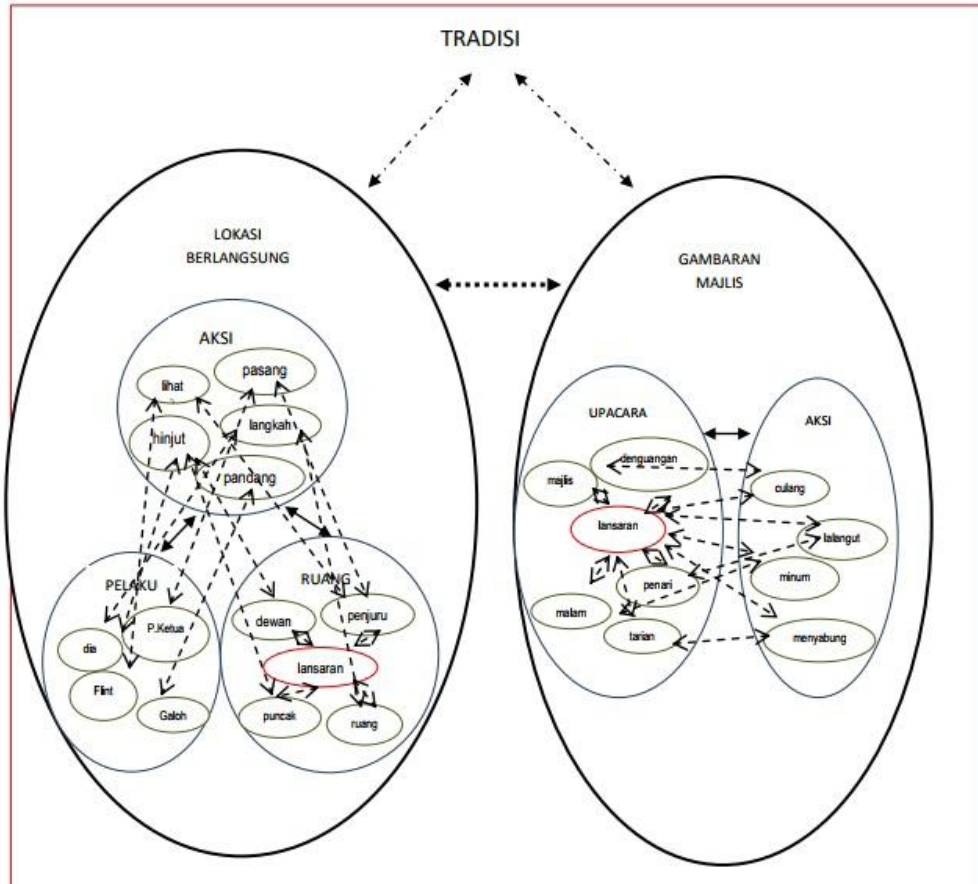 TRADISI
LOKASI
BERLANGSUNG
AKSI
lihat
pasang
hinjut
langkah
pandang
PELAKU
dia
P.Ketua
Flint
Galoh
RUANG
dewan
penjuru
lansaran
puncak
ruang
GAMBARAN
MAJLIS
UPACARA
denguangan
majlis
lansaran
penari
malam
tarian
AKSI
culang
lalangut
minum
menyabung